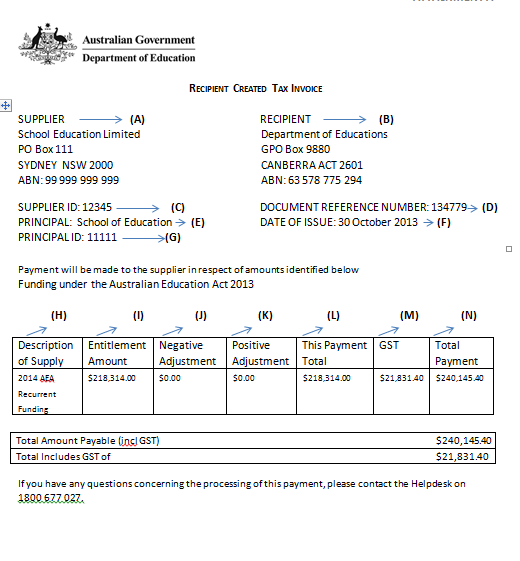 Australian Government
Department of Education
RECIPIENT CREATED TAX INVOICE
SUPPLIER (A)
School Education Limited
PO Box 111
SYDNEY NSW 2000
ABN: 99 999 999 999
RECIPIENT (B)
Department of Educations
GPO Box 9880
CANBERRA ACT 2601
ABN: 63 578 775 294
SUPPLIER ID: 12345 (C)
PRINCIPAL: School of Education (E)
PRINCIPAL ID: 11111 (G)
DOCUMENT REFERENCE NUMBER: 134779 (D)
DATE OF ISSUE: 30 October 2013 (F)
Payment will be made to the supplier in respect of amounts identified below
Funding under the Australian Education Act 2013
(H) (I) (J) (K) (L) (M) (N)
Description of Supply Entitlement Amount Negative Adjustment Positive Adjustment This Payment Total GST Total Payment
2014 AEA Recurrent Funding $218,314.00 $0.00 $0.00 $218,314.00 $21,831.40 $240,145.40
Total Amount Payable (incl GST) $240,145.40
Total Includes GST of $21,831.40
If you have any questions concerning the processing of this payment, please contact the Helpdesk on
1800 677 027.